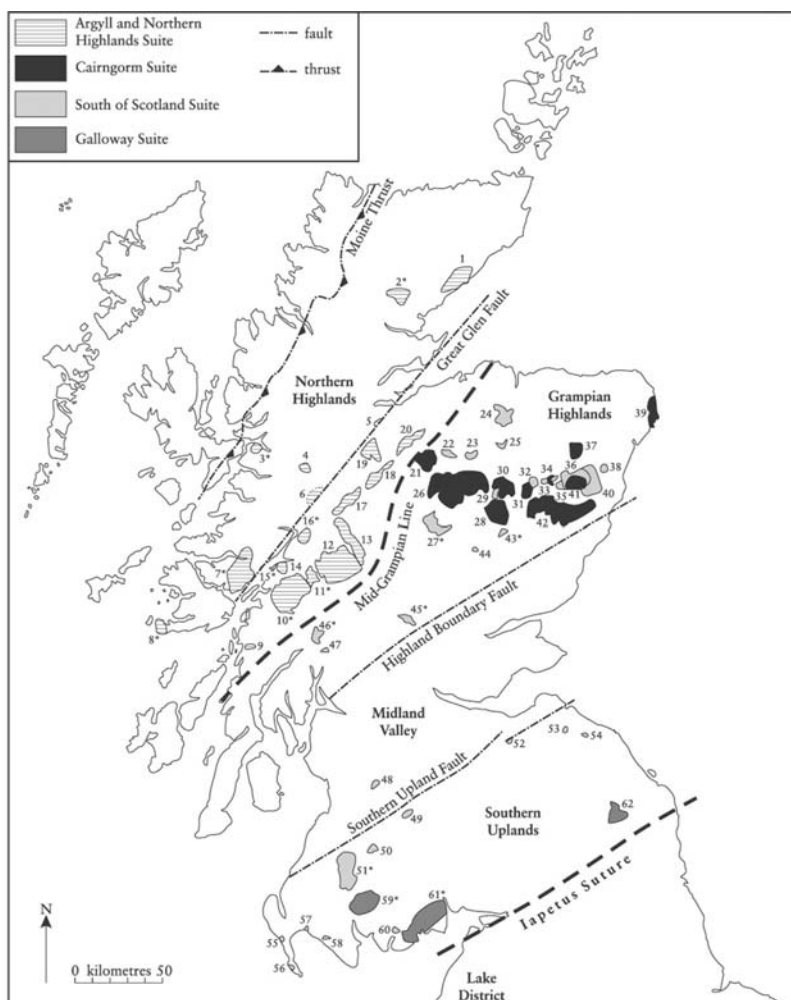 Argyll and Northern
Highlands Suite
Cairngorm Suite
South of Scotland Suite
Galloway Suite
fault
thrust
Moine Thrust
1
2*
Great Glen Fault
Northern
Highlands
Grampian
Highlands
3*
4
5
6
7*
8*
9
10*
11*
12
13
14
15*
16*
17
18
19
20
21
22
23
24
25
26
27*
28
29
30
31
32
33
34
35
36
37
38
39
40
41
42
43*
44
45*
46*
47
Mid-Grampian Line
Highland Boundary Fault
Midland
Valley
Southern Upland Fault
48
49
50
51*
52
53
54
Southern
Uplands
62
Iapetus Suture
55
56
57
58
59*
60
61*
N
0 kilometres 50
Lake
District